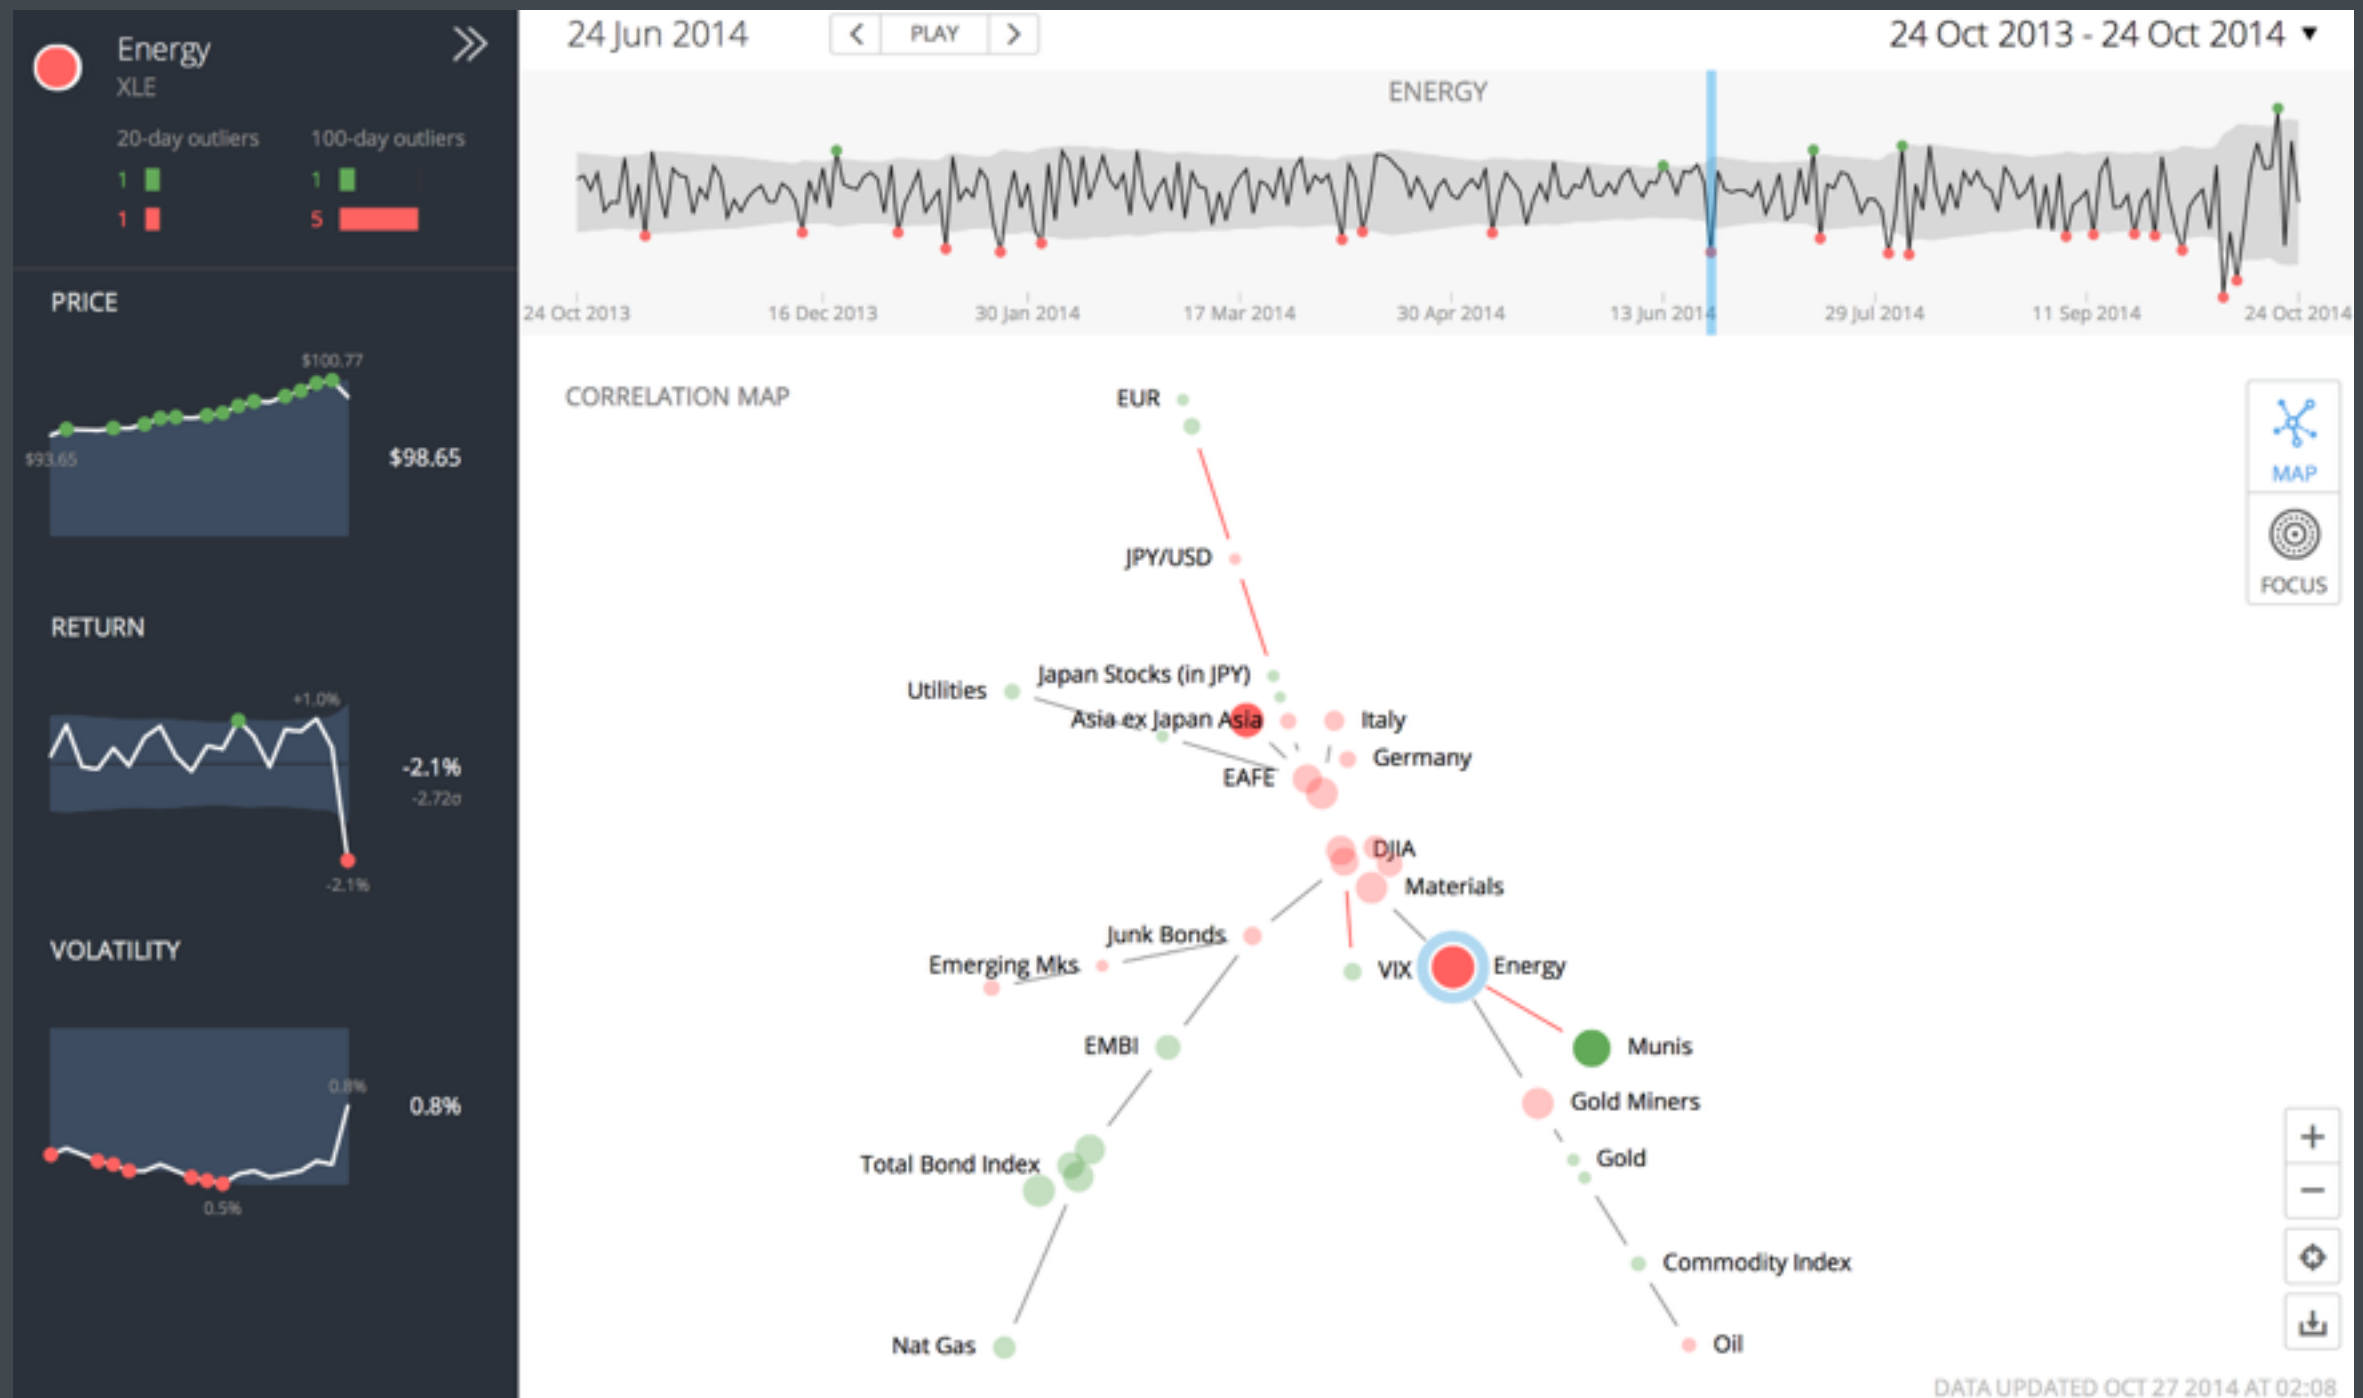 Energy
XLE
20-day outliers 100-day outliers
1 1
1 5
PRICE
$100.77
$93.65
$98.65
RETURN
+1.0%
-2.1%
-2.72σ
-2.1%
VOLATILITY
0.8%
0.8%
0.5%
24 Jun 2014
PLAY
24 Oct 2013 - 24 Oct 2014
ENERGY
24 Oct 2013 16 Dec 2013 30 Jan 2014 17 Mar 2014 30 Apr 2014 13 Jun 2014 29 Jul 2014 11 Sep 2014 24 Oct 2014
CORRELATION MAP
MAP
FOCUS
EUR
JPY/USD
Japan Stocks (in JPY)
Utilities
Asia ex Japan Asia
Italy
Germany
EAFE
DJIA
Materials
Junk Bonds
Emerging Mks
VIX
Energy
EMBI
Munis
Gold Miners
Gold
Total Bond Index
Commodity Index
Nat Gas
Oil
DATA UPDATED OCT 27 2014 AT 02:08